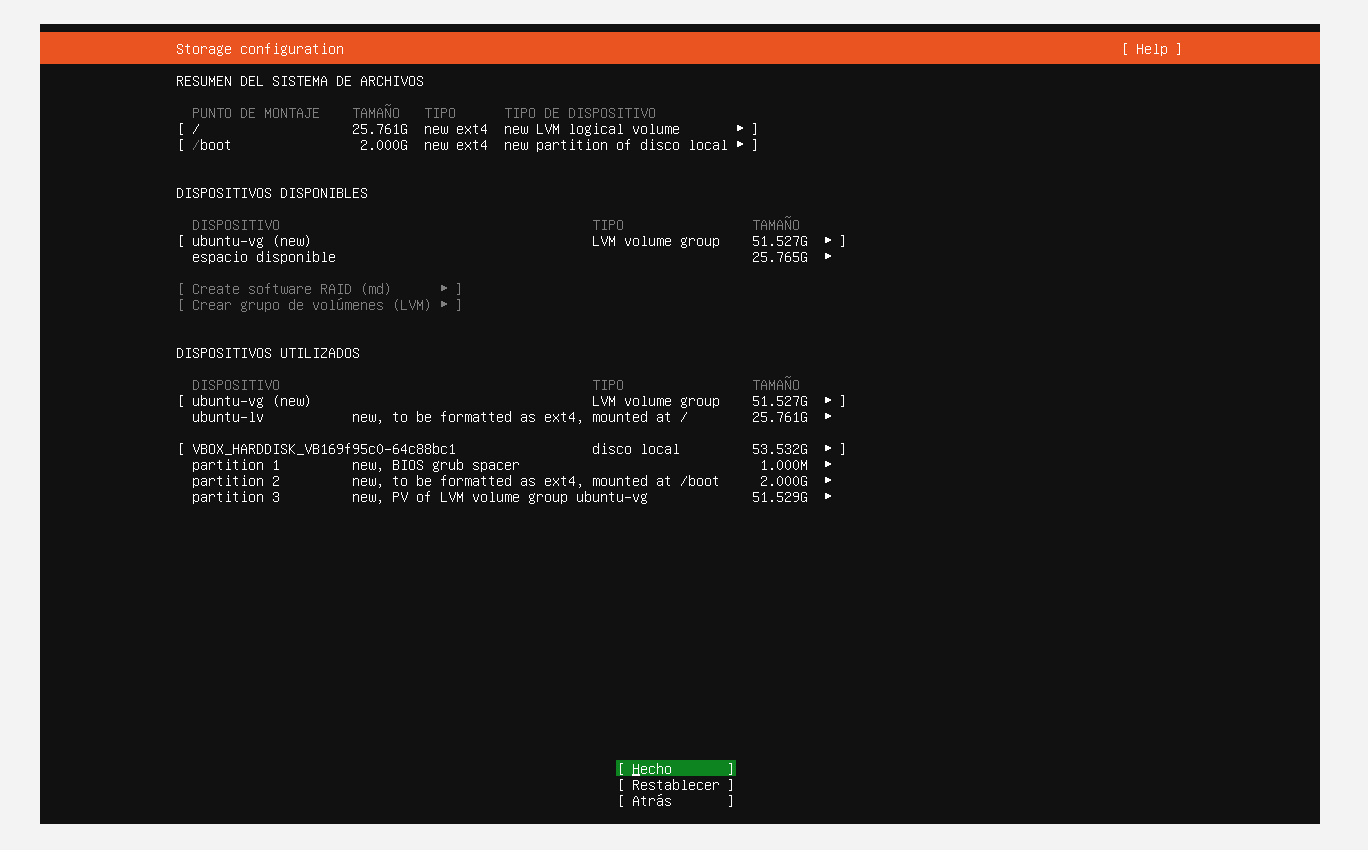 Storage configuration [ Help ]
RESUMEN DEL SISTEMA DE ARCHIVOS
PUNTO DE MONTAJE TAMAÑO TIPO TIPO DE DISPOSITIVO
[ / 25.761G new ext4 new LVM logical volume ▸ ]
[ /boot 2.000G new ext4 new partition of disco local ▸ ]
DISPOSITIVOS DISPONIBLES
DISPOSITIVO TIPO TAMAÑO
[ ubuntu-vg (new) LVM volume group 51.527G ▸ ]
espacio disponible 25.765G ▸
[ Create software RAID (md) ▸ ]
[ Crear grupo de volúmenes (LVM) ▸ ]
DISPOSITIVOS UTILIZADOS
DISPOSITIVO TIPO TAMAÑO
[ ubuntu-vg (new) LVM volume group 51.527G ▸ ]
ubuntu-lv new, to be formatted as ext4, mounted at / 25.761G ▸
[ VBOX_HARDDISK_VB169f95c0-64c88bc1 disco local 53.532G ▸ ]
partition 1 new, BIOS grub spacer 1.000M ▸
partition 2 new, to be formatted as ext4, mounted at /boot 2.000G ▸
partition 3 new, PV of LVM volume group ubuntu-vg 51.529G ▸
[ Hecho ]
[ Restablecer ]
[ Atrás ]